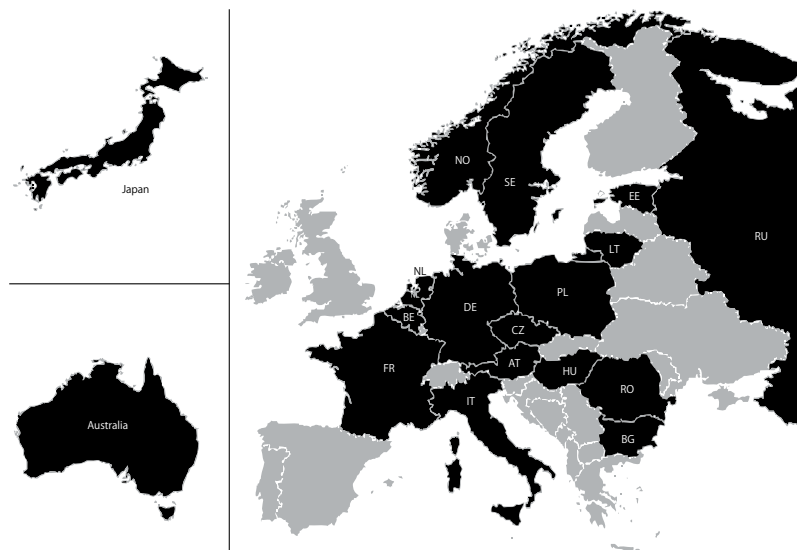 Japan
Australia
NO
SE
EE
RU
LT
NL
DE
PL
BE
CZ
FR
AT
HU
RO
IT
BG